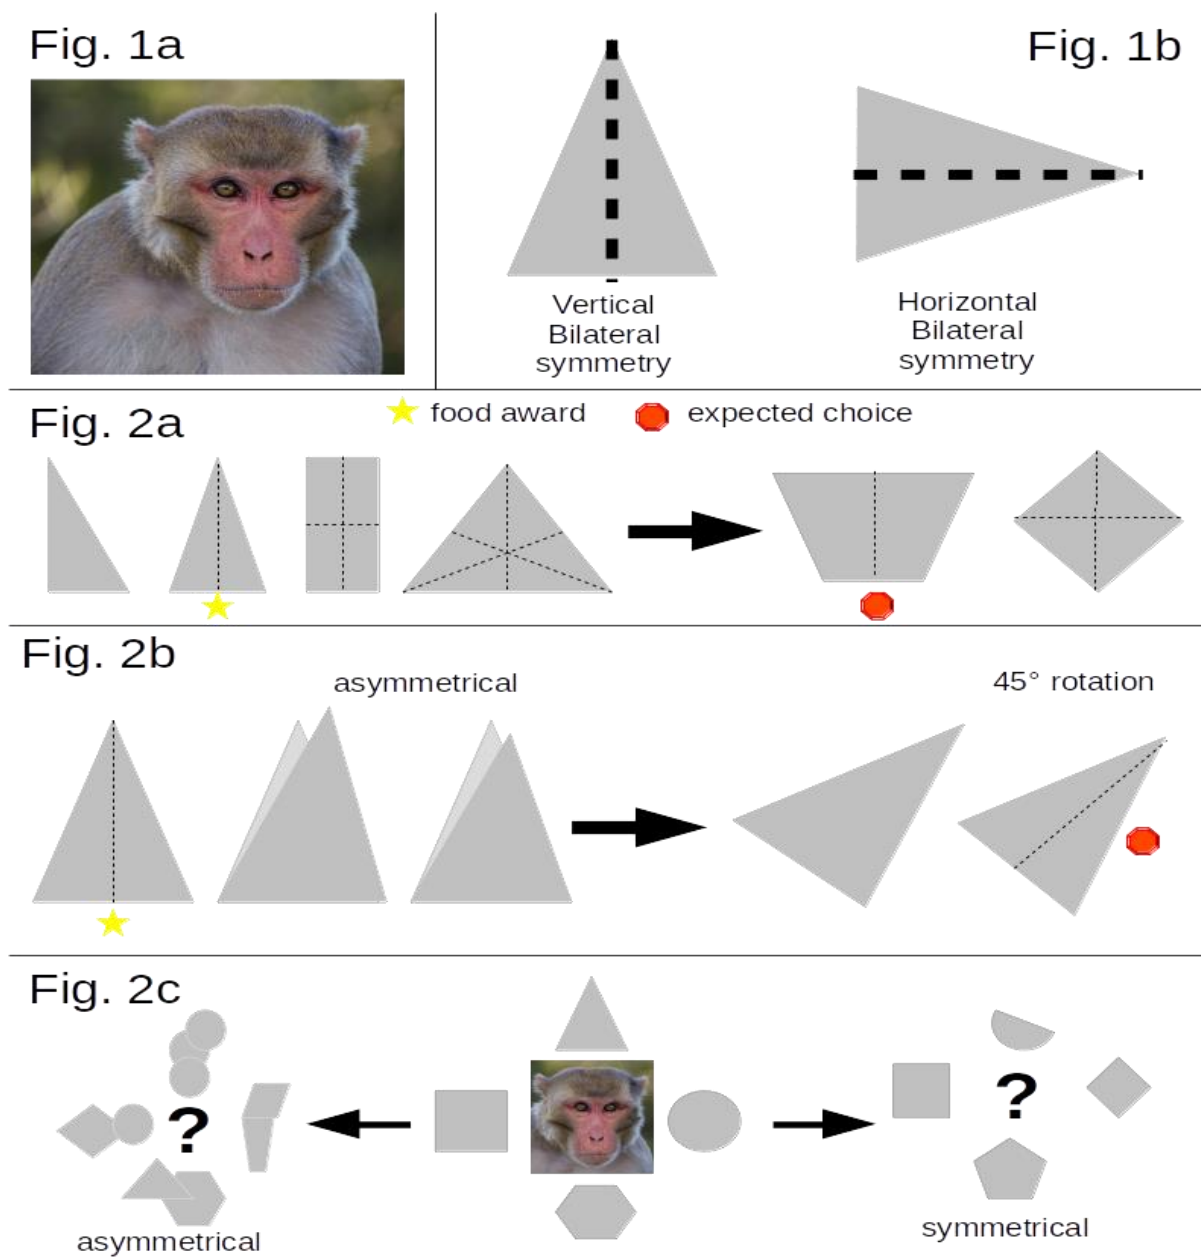 Fig. 1a
Fig. 1b
Vertical
Bilateral
symmetry
Horizontal
Bilateral
symmetry
Fig. 2a
food award
expected choice
Fig. 2b
asymmetrical
45° rotation
Fig. 2c
?
?
asymmetrical
symmetrical